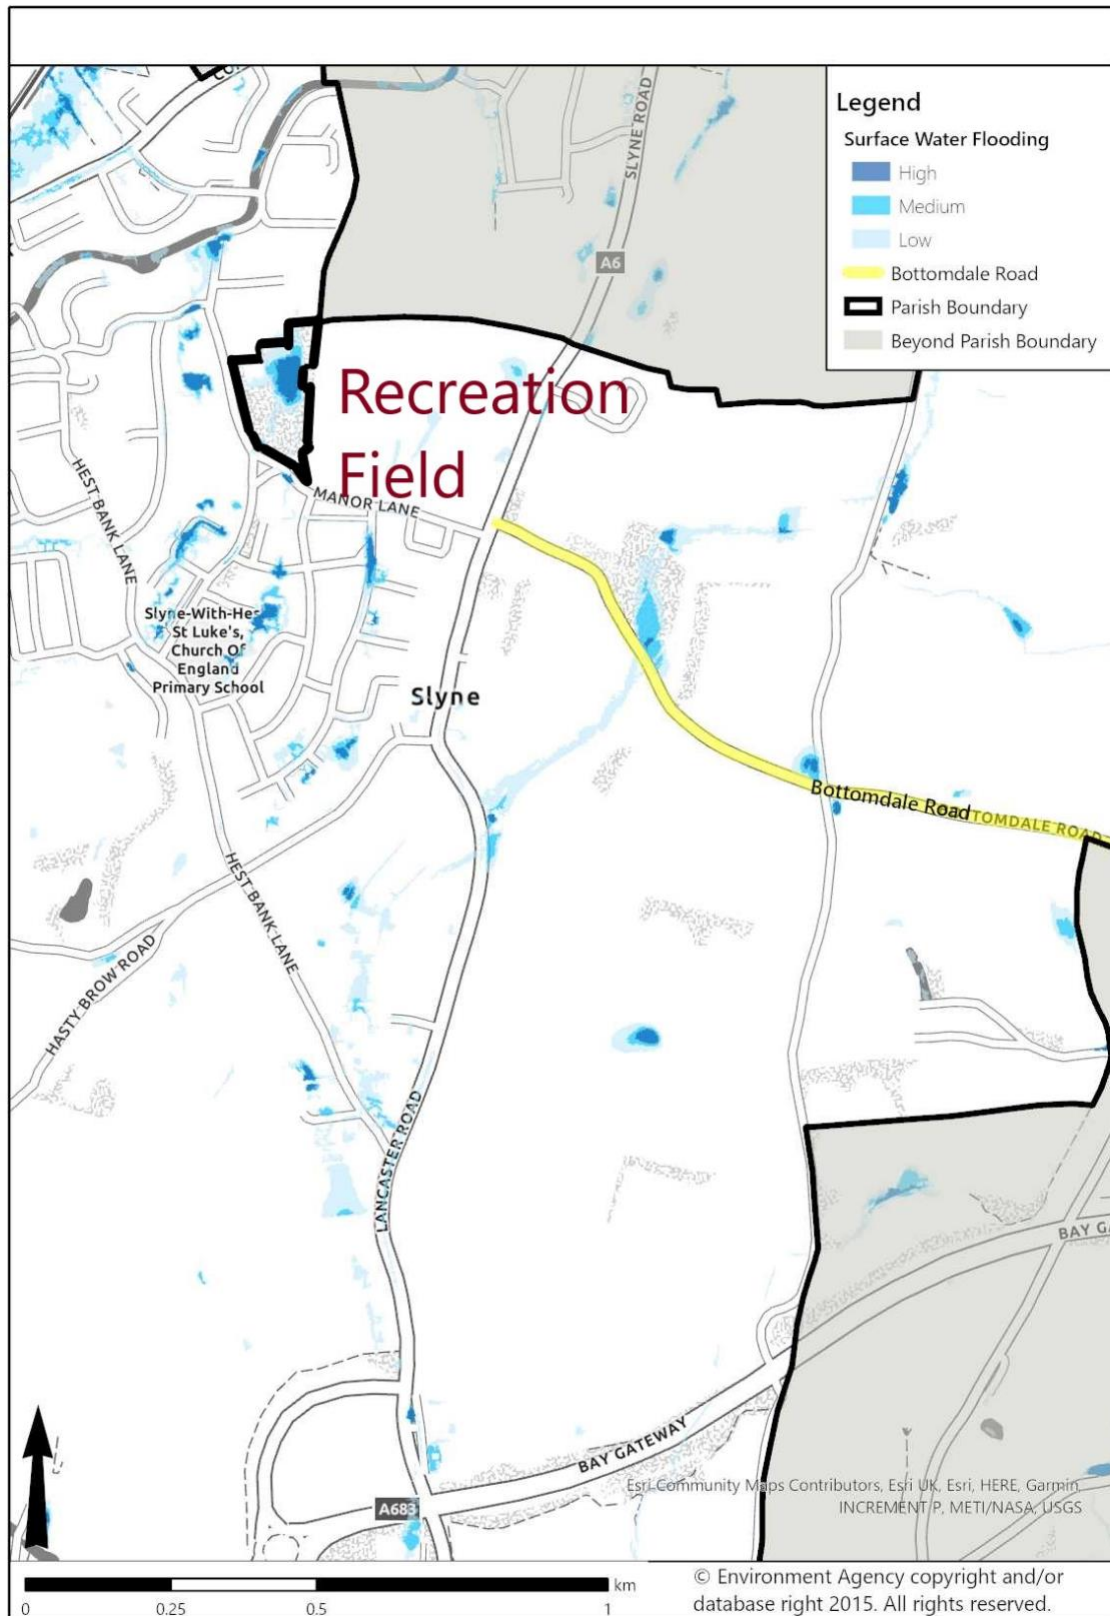 CO
SLYNE ROAD
Legend
Surface Water Flooding
High
Medium
Low
Bottomdale Road
Parish Boundary
Beyond Parish Boundary
A6
Recreation
Field
MANOR LANE
HEST BANK LANE
Slyne-With-Hes
St Luke's,
Church Of
England
Primary School
Slyne
Bottomdale Road
TOMDALE ROAD
HEST BANK LANE
HASTY BROW ROAD
LANCASTER ROAD
BAY GA
BAY GATEWAY
A683
Esri Community Maps Contributors, Esri UK, Esri, HERE, Garmin,
INCREMENT P, METI/NASA, USGS
km
0 0.25 0.5 1
© Environment Agency copyright and/or
database right 2015. All rights reserved.